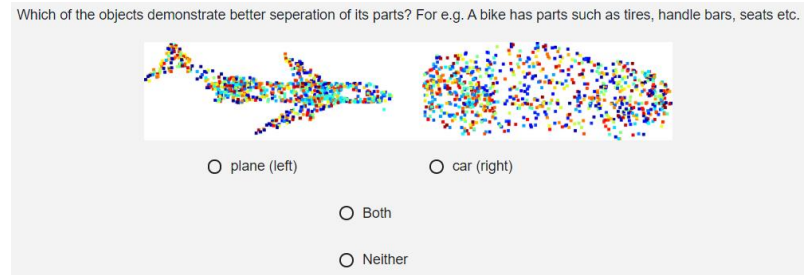 Which of the objects demonstrate better seperation of its parts? For e.g. A bike has parts such as tires, handle bars, seats etc.
plane (left)
car (right)
Both
Neither